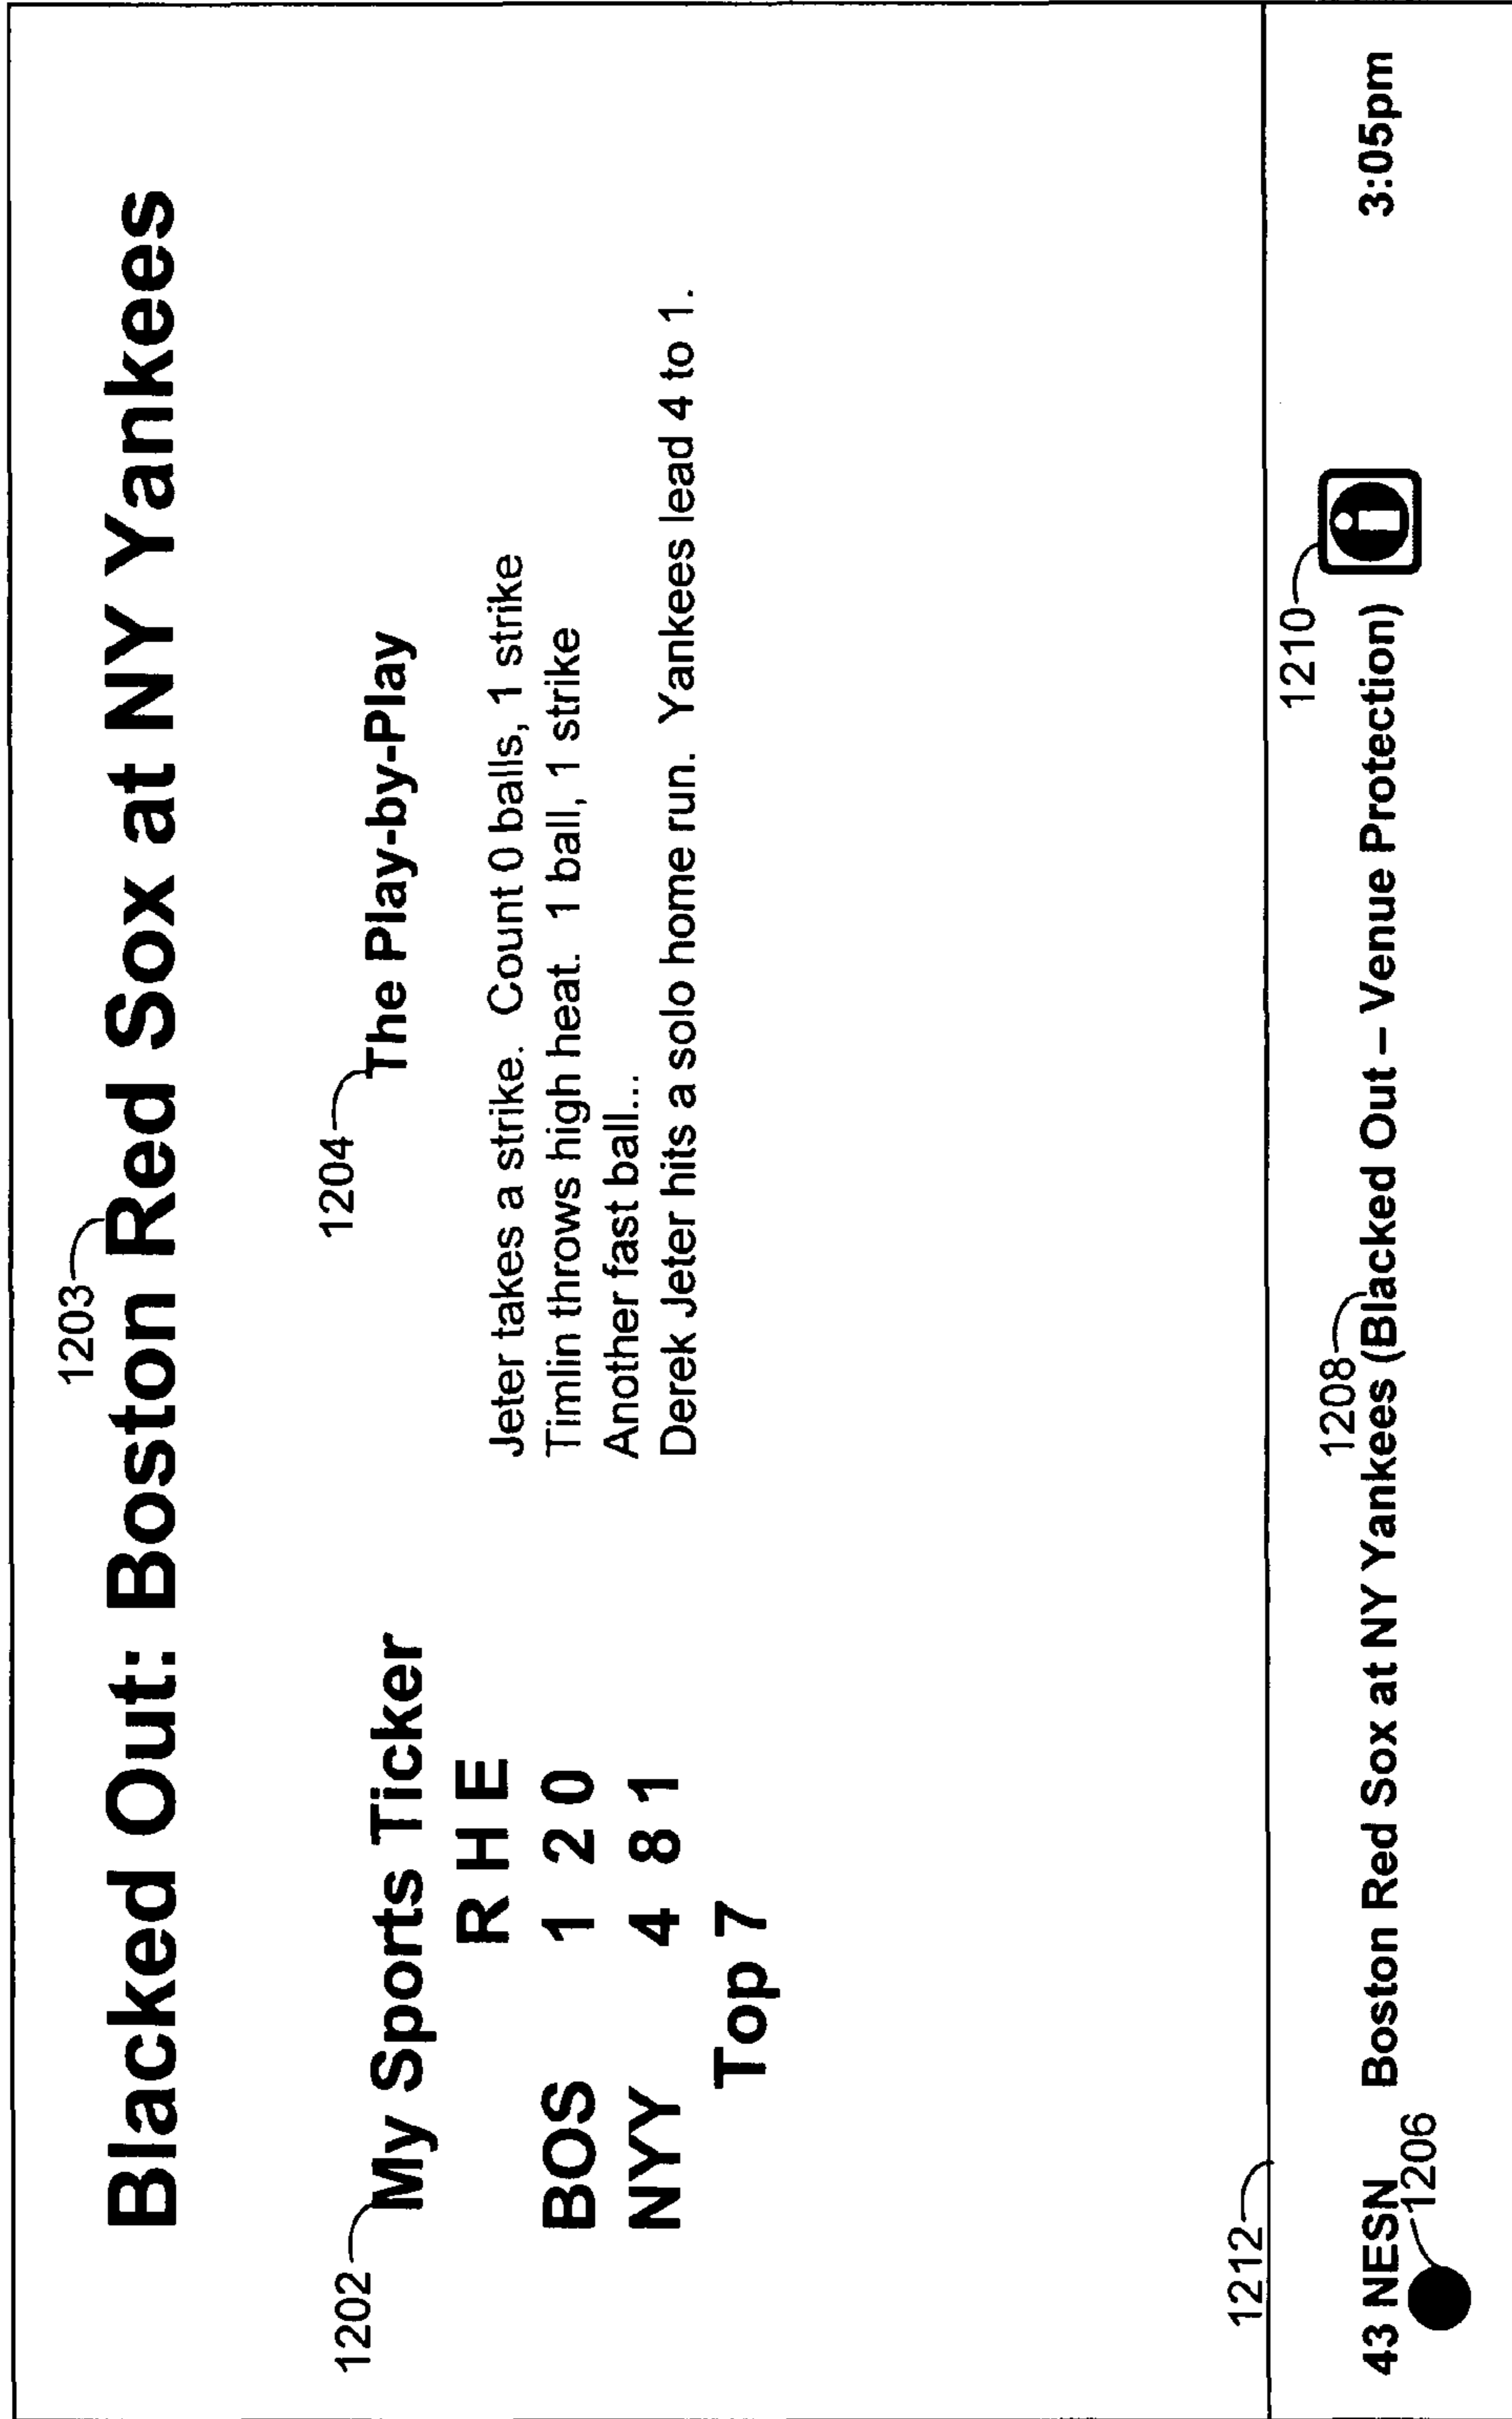 1203
Blacked Out: Boston Red Sox at NY Yankees
1202
My Sports Ticker
R H E
BOS 1 2 0
NYY 4 8 1
Top 7
1204
The Play-by-Play
Jeter takes a strike. Count 0 balls, 1 strike
Timlin throws high heat. 1 ball, 1 strike
Another fast ball...
Derek Jeter hits a solo home run. Yankees lead 4 to 1.
1212
1208
1210
43 NESN Boston Red Sox at NY Yankees (Blacked Out – Venue Protection) i 3:05pm
1206